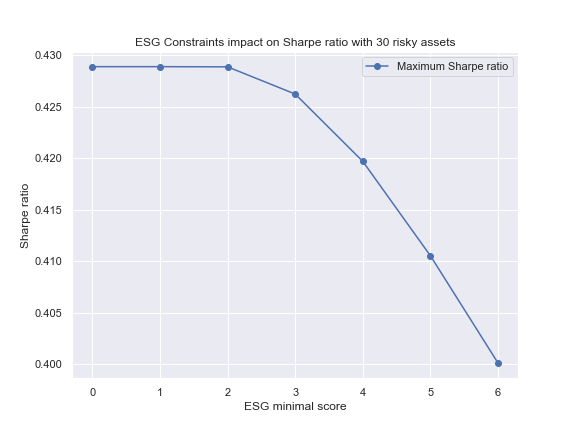 ESG Constraints impact on Sharpe ratio with 30 risky assets
Maximum Sharpe ratio
0.430
0.425
0.420
0.415
0.410
0.405
0.400
Sharpe ratio
0 1 2 3 4 5 6
ESG minimal score